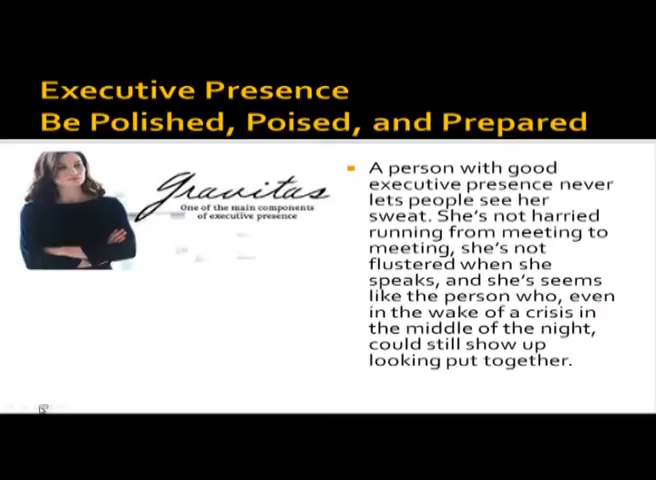 Executive Presence
Be Polished, Poised, and Prepared
gravitas
One of the main components
of executive presence
A person with good
executive presence never
lets people see her
sweat. She's not harried
running from meeting to
meeting, she's not
flustered when she
speaks, and she's seems
like the person who, even
in the wake of a crisis in
the middle of the night,
could still show up
looking put together.